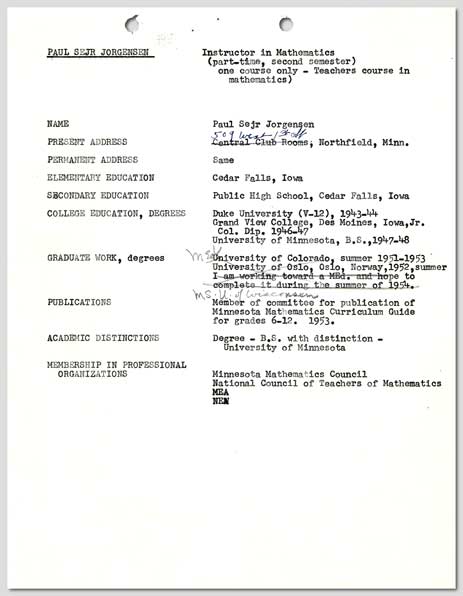 PAUL SEJR JORGENSEN
Instructor in Mathematics
(part-time, second semester)
one course only - Teachers course in
mathematics)
NAME Paul Sejr Jorgensen
509 West 1st St
PRESENT ADDRESS Central Club Rooms, Northfield, Minn.
PERMANENT ADDRESS Same
ELEMENTARY EDUCATION Cedar Falls, Iowa
SECONDARY EDUCATION Public High School, Cedar Falls, Iowa
COLLEGE EDUCATION, DEGREES Duke University (V-12), 1943-44
Grand View College, Des Moines, Iowa,Jr.
Col. Dip. 1946-47
University of Minnesota, B.S.,1947-48
GRADUATE WORK, degrees M Ed University of Colorado, summer 1951-1953
University of Oslo, Oslo, Norway,1952,summer
I am working toward a MEd. and hope to
complete it during the summer of 1954.
MS. U. of Wisconsin
PUBLICATIONS Member of committee for publication of
Minnesota Mathematics Curriculum Guide
for grades 6-12. 1953.
ACADEMIC DISTINCTIONS Degree - B.S. with distinction -
University of Minnesota
MEMBERSHIP IN PROFESSIONAL
ORGANIZATIONS Minnesota Mathematics Council
National Council of Teachers of Mathematics
MEA
NEA